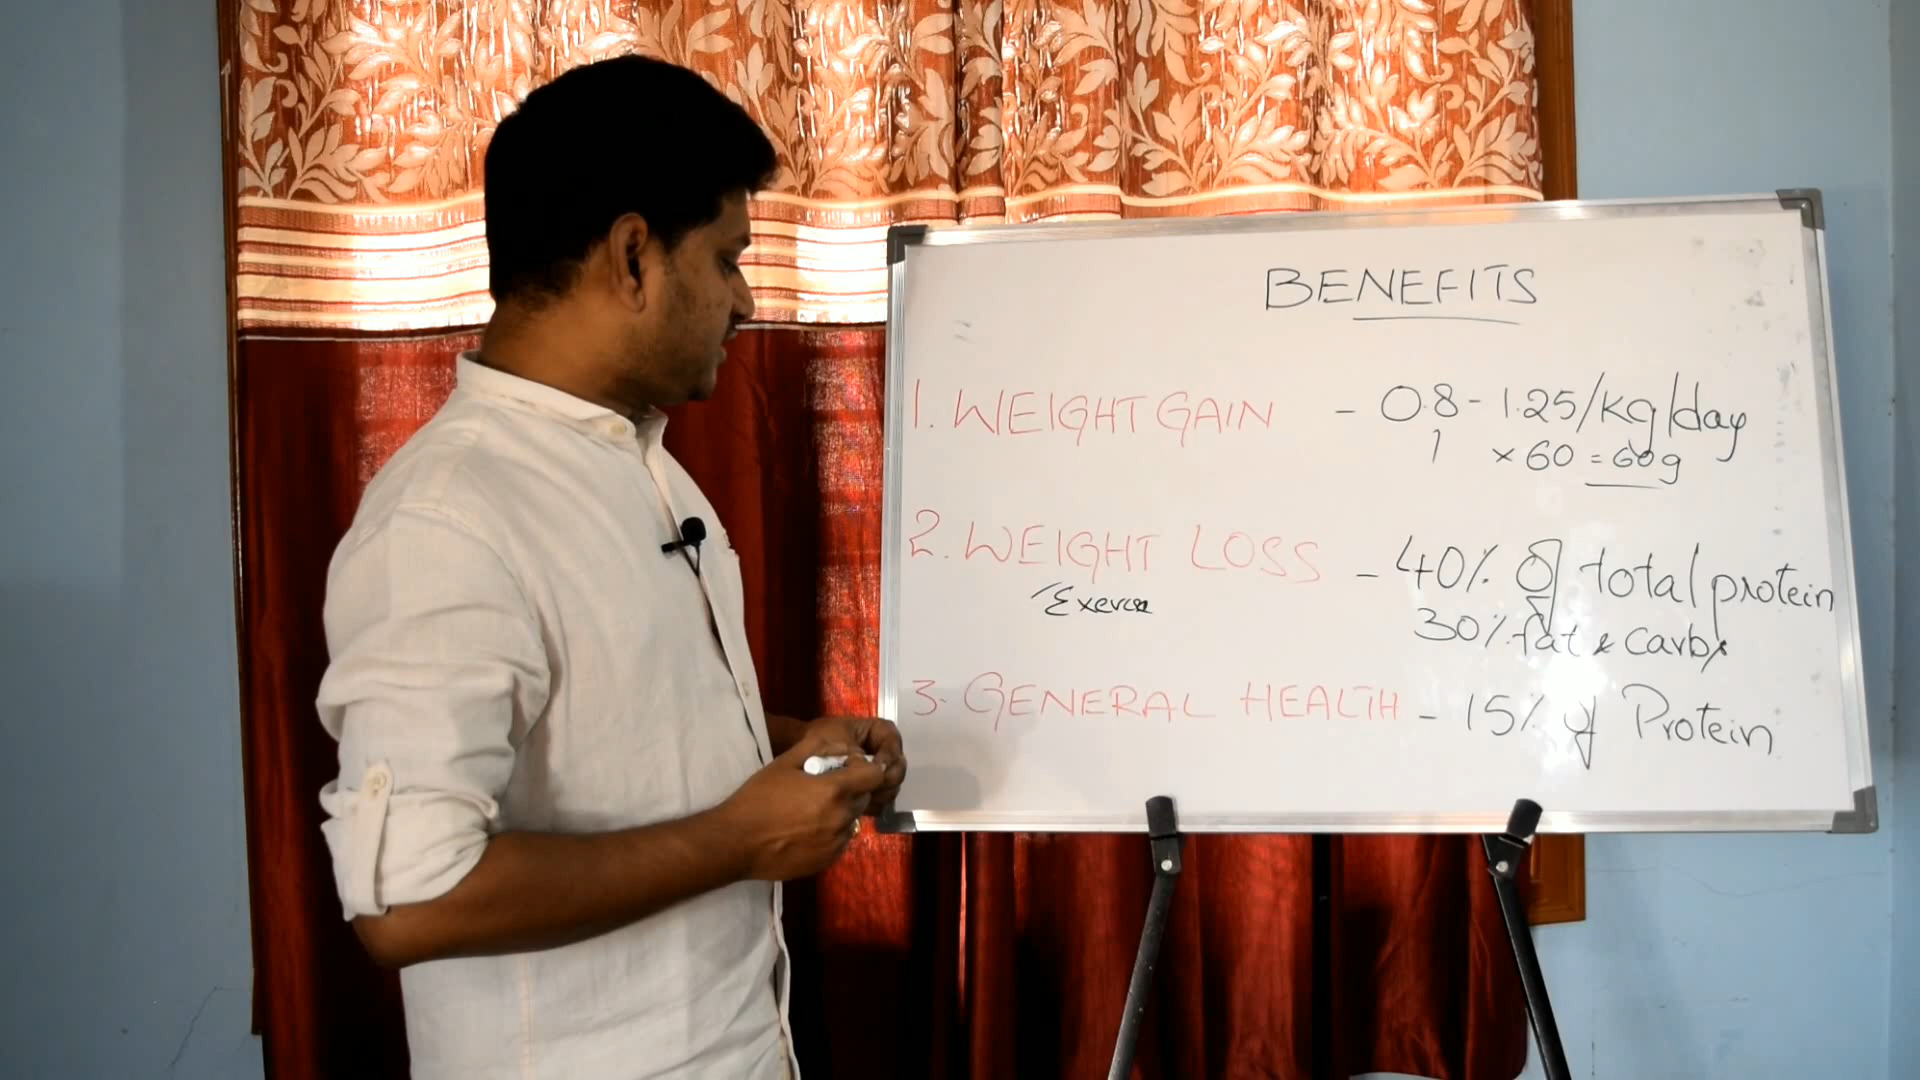 BENEFITS
1. WEIGHT GAIN - 0.8 - 1.25/kg/day
1 × 60 = 60g
2. WEIGHT LOSS - 40% of total protein
30% fat & carbs
3. GENERAL HEALTH - 15% of Protein